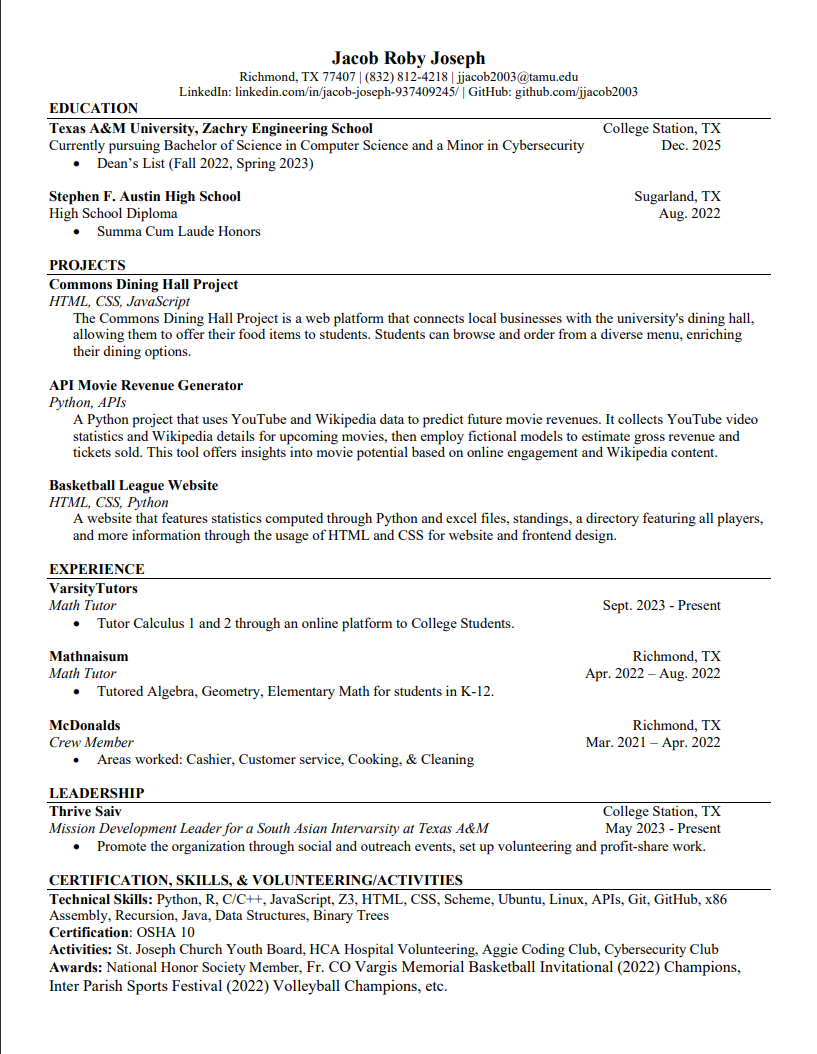 Jacob Roby Joseph
Richmond, TX 77407 | (832) 812-4218 | jjacob2003@tamu.edu
LinkedIn: linkedin.com/in/jacob-joseph-937409245/ | GitHub: github.com/jjacob2003
EDUCATION
Texas A&M University, Zachry Engineering School College Station, TX
Currently pursuing Bachelor of Science in Computer Science and a Minor in Cybersecurity Dec. 2025
• Dean's List (Fall 2022, Spring 2023)
Stephen F. Austin High School Sugarland, TX
High School Diploma Aug. 2022
• Summa Cum Laude Honors
PROJECTS
Commons Dining Hall Project
HTML, CSS, JavaScript
The Commons Dining Hall Project is a web platform that connects local businesses with the university's dining hall,
allowing them to offer their food items to students. Students can browse and order from a diverse menu, enriching
their dining options.
API Movie Revenue Generator
Python, APIs
A Python project that uses YouTube and Wikipedia data to predict future movie revenues. It collects YouTube video
statistics and Wikipedia details for upcoming movies, then employ fictional models to estimate gross revenue and
tickets sold. This tool offers insights into movie potential based on online engagement and Wikipedia content.
Basketball League Website
HTML, CSS, Python
A website that features statistics computed through Python and excel files, standings, a directory featuring all players,
and more information through the usage of HTML and CSS for website and frontend design.
EXPERIENCE
VarsityTutors
Math Tutor Sept. 2023 - Present
• Tutor Calculus 1 and 2 through an online platform to College Students.
Mathnaisum Richmond, TX
Math Tutor Apr. 2022 – Aug. 2022
• Tutored Algebra, Geometry, Elementary Math for students in K-12.
McDonalds Richmond, TX
Crew Member Mar. 2021 – Apr. 2022
• Areas worked: Cashier, Customer service, Cooking, & Cleaning
LEADERSHIP
Thrive Saiv College Station, TX
Mission Development Leader for a South Asian Intervarsity at Texas A&M May 2023 - Present
• Promote the organization through social and outreach events, set up volunteering and profit-share work.
CERTIFICATION, SKILLS, & VOLUNTEERING/ACTIVITIES
Technical Skills: Python, R, C/C++, JavaScript, Z3, HTML, CSS, Scheme, Ubuntu, Linux, APIs, Git, GitHub, x86
Assembly, Recursion, Java, Data Structures, Binary Trees
Certification: OSHA 10
Activities: St. Joseph Church Youth Board, HCA Hospital Volunteering, Aggie Coding Club, Cybersecurity Club
Awards: National Honor Society Member, Fr. CO Vargis Memorial Basketball Invitational (2022) Champions,
Inter Parish Sports Festival (2022) Volleyball Champions, etc.